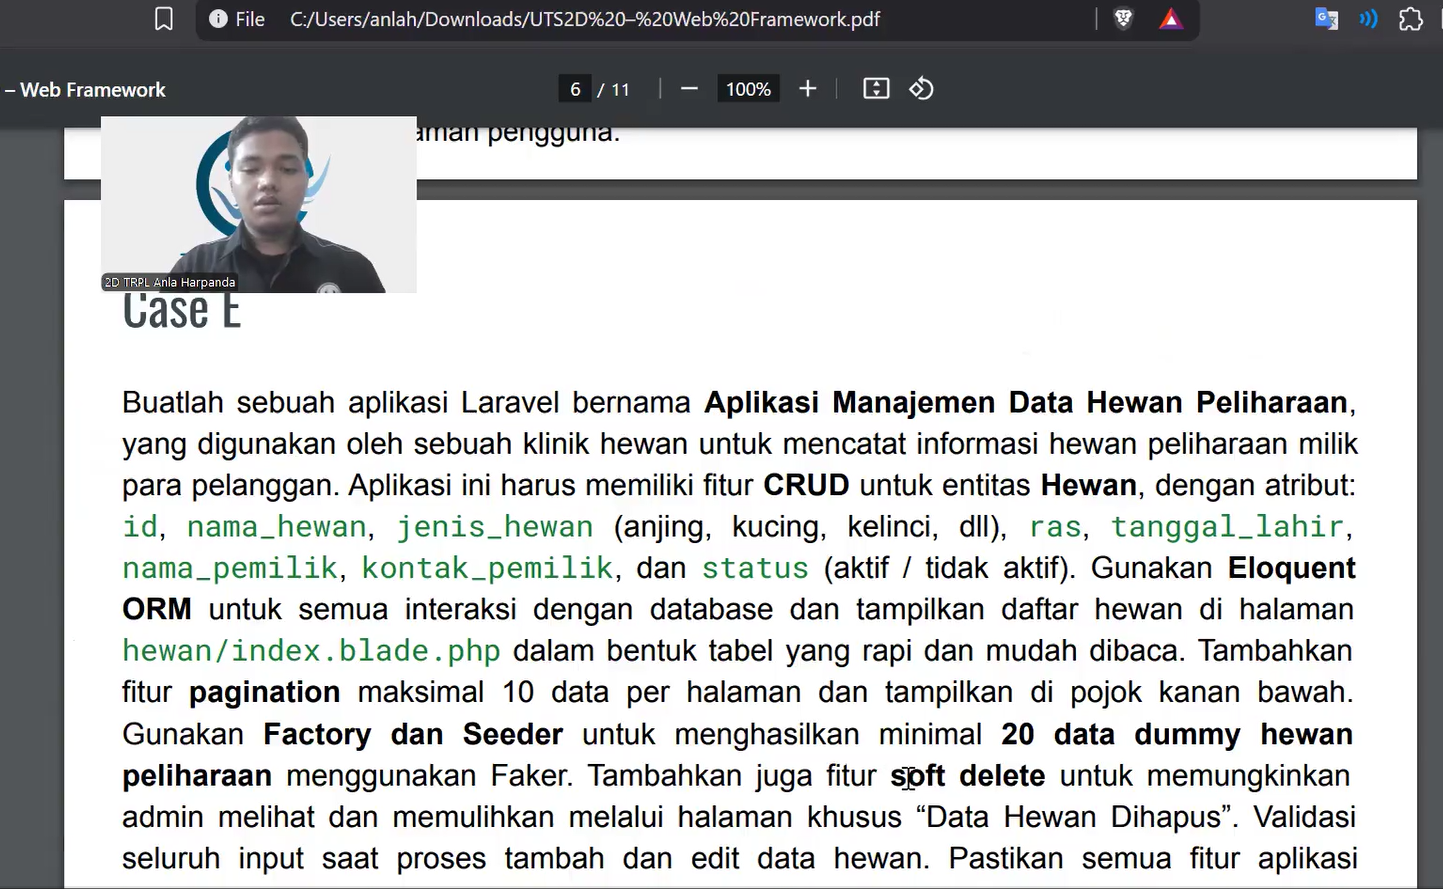 File C:/Users/anlah/Downloads/UTS2D%20–%20Web%20Framework.pdf
– Web Framework 6 / 11 100%
aman pengguna.
2D TRPL Anla Harpanda
Case E
Buatlah sebuah aplikasi Laravel bernama Aplikasi Manajemen Data Hewan Peliharaan,
yang digunakan oleh sebuah klinik hewan untuk mencatat informasi hewan peliharaan milik
para pelanggan. Aplikasi ini harus memiliki fitur CRUD untuk entitas Hewan, dengan atribut:
id, nama_hewan, jenis_hewan (anjing, kucing, kelinci, dll), ras, tanggal_lahir,
nama_pemilik, kontak_pemilik, dan status (aktif / tidak aktif). Gunakan Eloquent
ORM untuk semua interaksi dengan database dan tampilkan daftar hewan di halaman
hewan/index.blade.php dalam bentuk tabel yang rapi dan mudah dibaca. Tambahkan
fitur pagination maksimal 10 data per halaman dan tampilkan di pojok kanan bawah.
Gunakan Factory dan Seeder untuk menghasilkan minimal 20 data dummy hewan
peliharaan menggunakan Faker. Tambahkan juga fitur soft delete untuk memungkinkan
admin melihat dan memulihkan melalui halaman khusus “Data Hewan Dihapus”. Validasi
seluruh input saat proses tambah dan edit data hewan. Pastikan semua fitur aplikasi